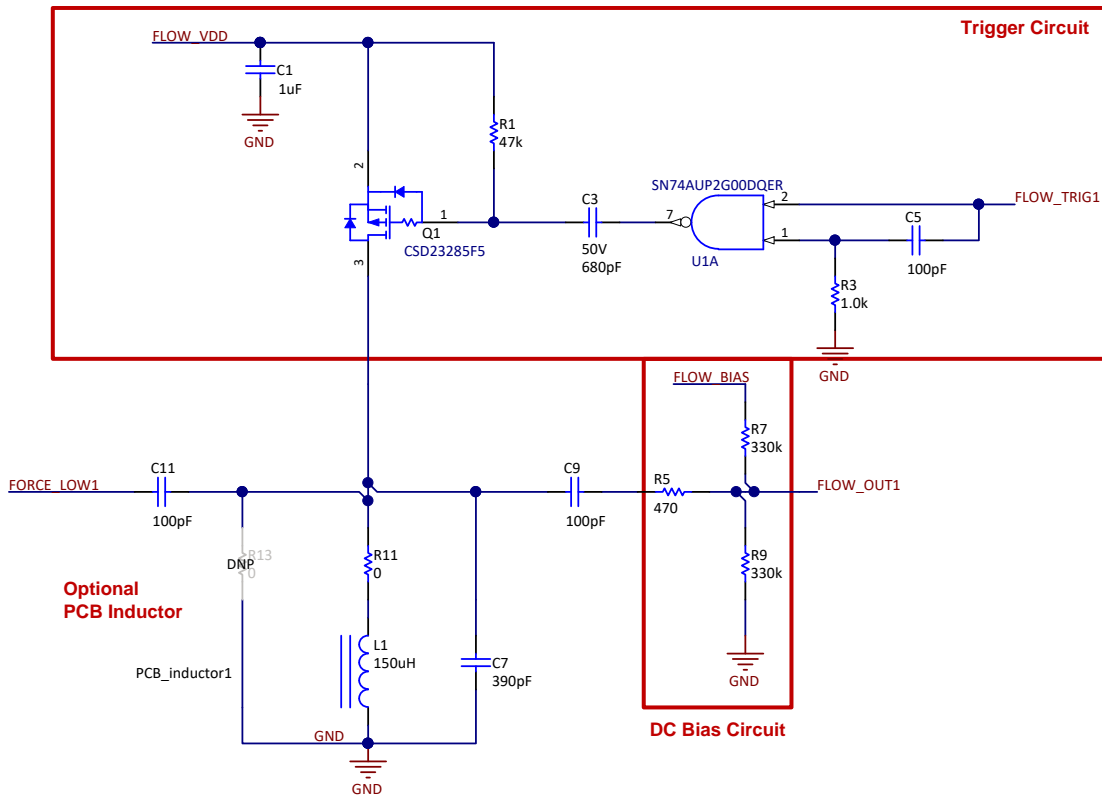 Trigger Circuit
FLOW_VDD
C1
1uF
GND
R1
47k
2
SN74AUP2G00DQER
C3
7
2
FLOW_TRIG1
1
Q1
CSD23285F5
50V
680pF
U1A
1
C5
100pF
3
R3
1.0k
GND
FLOW_BIAS
R7
330k
C11
C9
R5
FORCE_LOW1
FLOW_OUT1
100pF
100pF
470
R13
DNP
0
R11
0
R9
330k
Optional
PCB Inductor
L1
150uH
PCB_inductor1
C7
390pF
GND
GND
DC Bias Circuit
GND